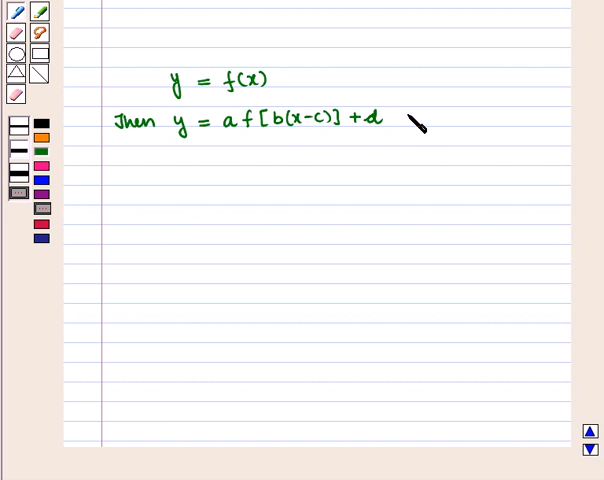 y = f(x)
Then y = a f [b(x-c)] + d